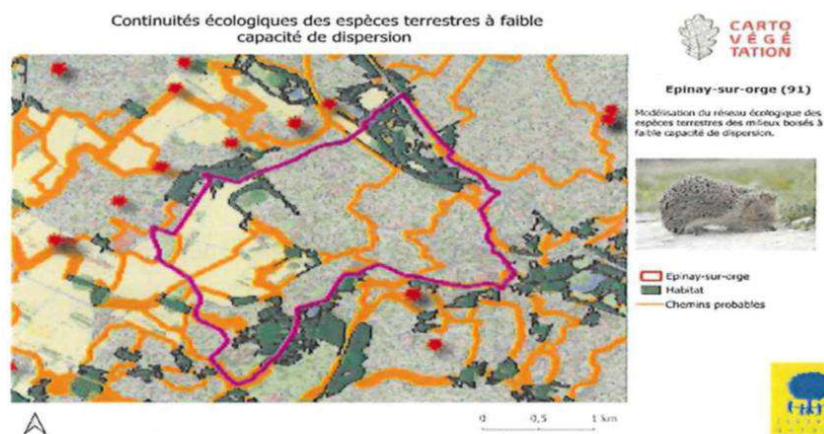 Continuités écologiques des espèces terrestres à faible
capacité de dispersion
CARTO
VÉGÉ
TATION
Epinay-sur-orge (91)
Modélisation du réseau écologique des
espèces terrestres des milieux boisés à
faible capacité de dispersion.
Epinay-sur-orge
Habitat
Chemins probables
0 0,5 1 km